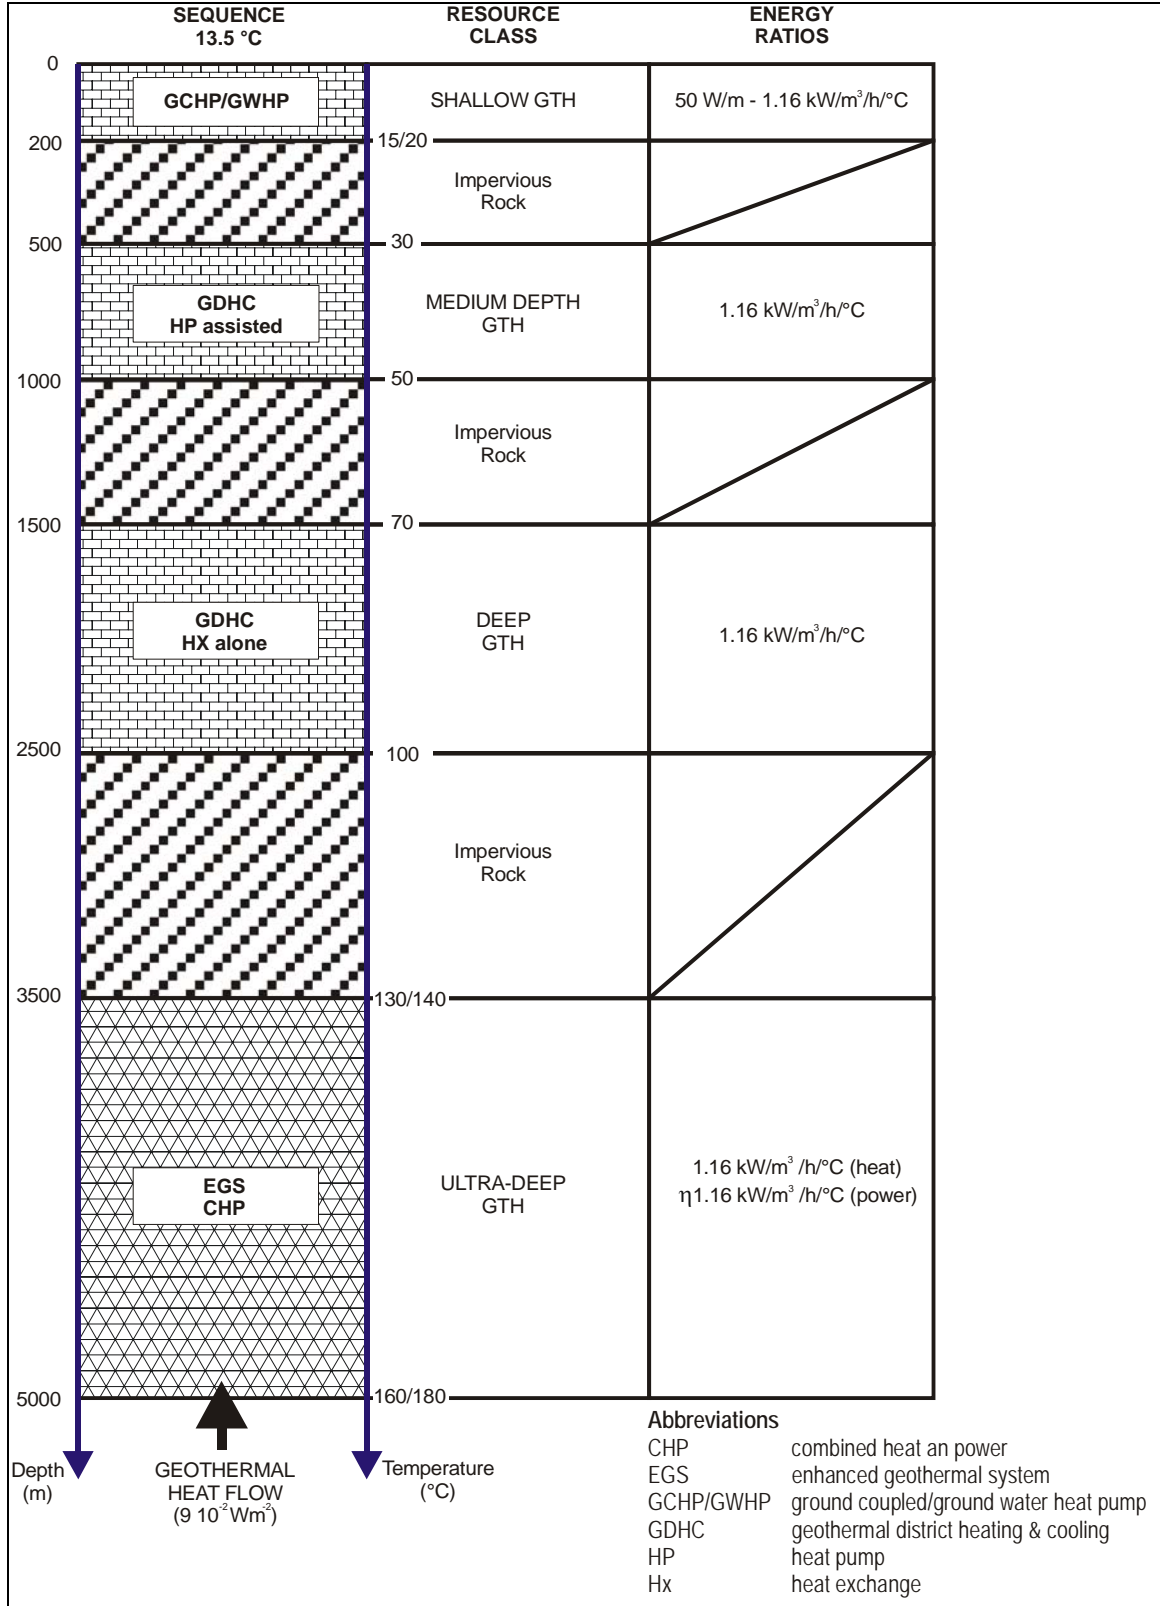 SEQUENCE
13.5 °C
RESOURCE
CLASS
ENERGY
RATIOS
0
GCHP/GWHP
SHALLOW GTH
50 W/m - 1.16 kW/m³/h/°C
200
15/20
Impervious
Rock
500
30
GDHC
HP assisted
MEDIUM DEPTH
GTH
1.16 kW/m³/h/°C
1000
50
Impervious
Rock
1500
70
GDHC
HX alone
DEEP
GTH
1.16 kW/m³/h/°C
2500
100
Impervious
Rock
3500
130/140
EGS
CHP
ULTRA-DEEP
GTH
1.16 kW/m³ /h/°C (heat)
η1.16 kW/m³ /h/°C (power)
5000
160/180
Depth
(m)
GEOTHERMAL
HEAT FLOW
(9 10⁻² Wm⁻²)
Temperature
(°C)
Abbreviations
CHP combined heat an power
EGS enhanced geothermal system
GCHP/GWHP ground coupled/ground water heat pump
GDHC geothermal district heating & cooling
HP heat pump
Hx heat exchange